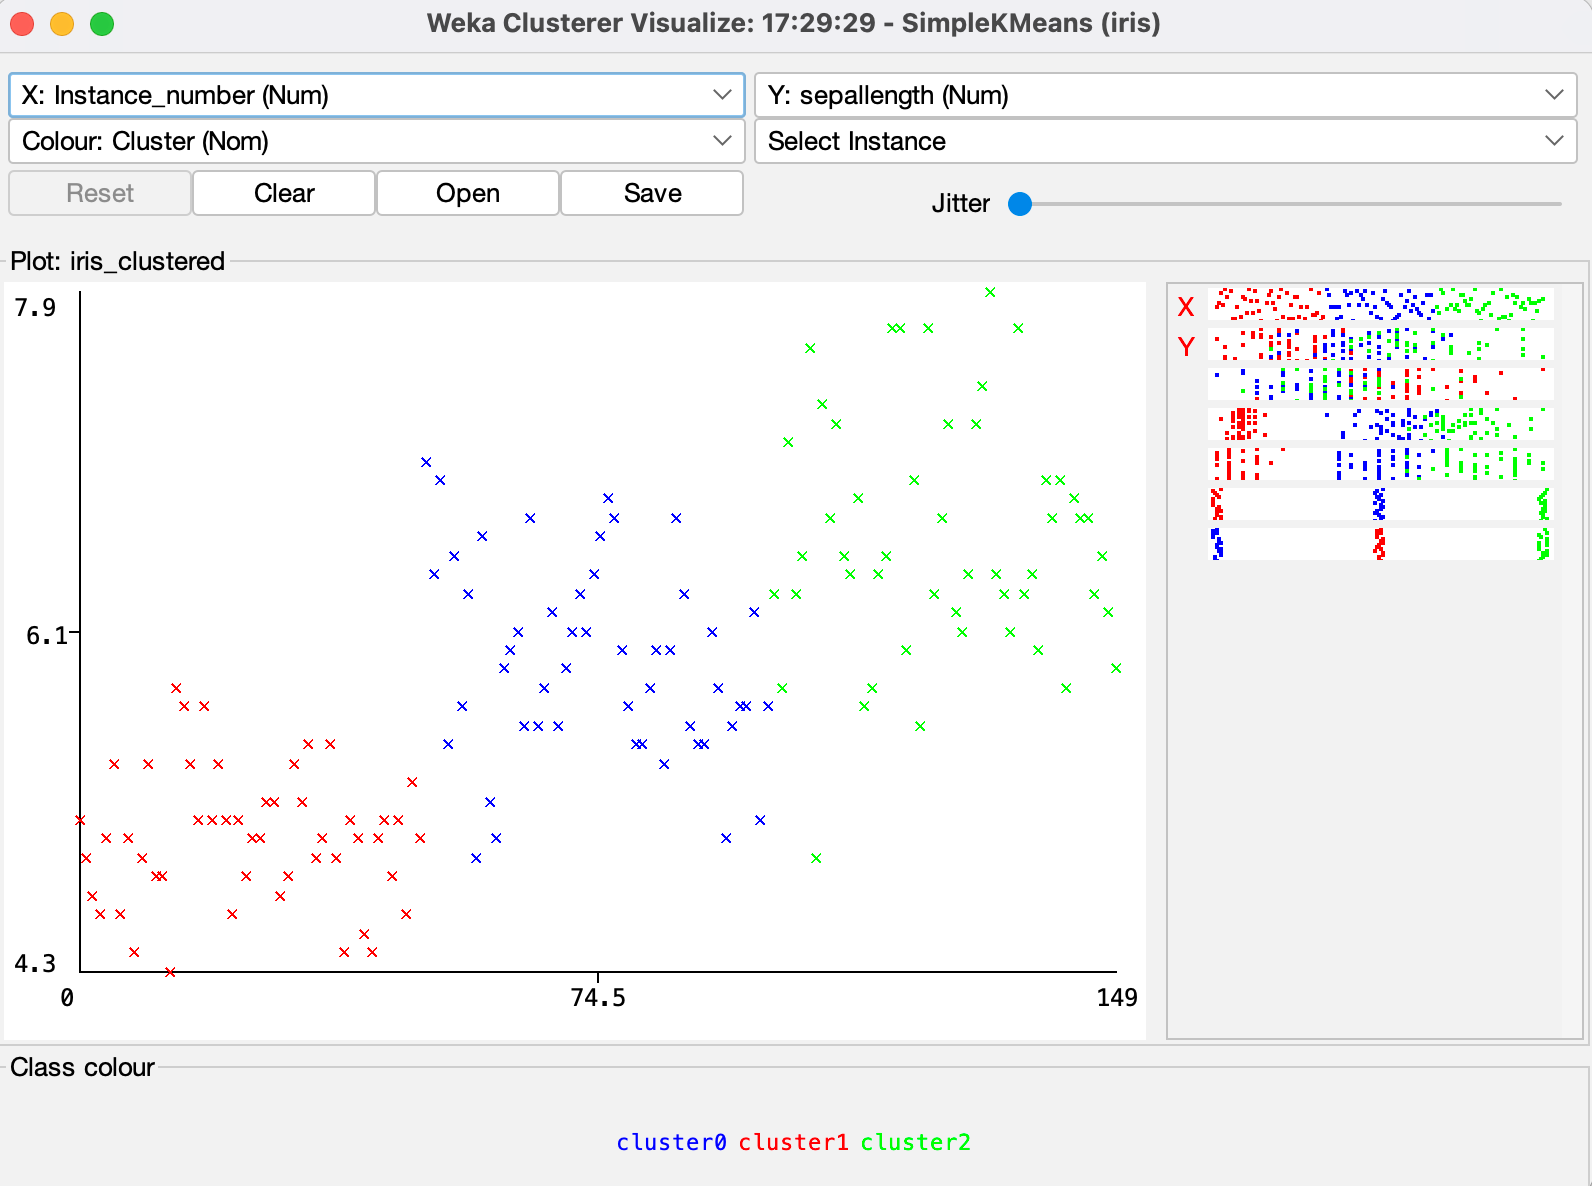 Weka Clusterer Visualize: 17:29:29 - SimpleKMeans (iris)
X: Instance_number (Num)
Y: sepallength (Num)
Colour: Cluster (Nom)
Select Instance
Reset
Clear
Open
Save
Jitter
Plot: iris_clustered
7.9
6.1
4.3
0
74.5
149
X
Y
Class colour
cluster0 cluster1 cluster2